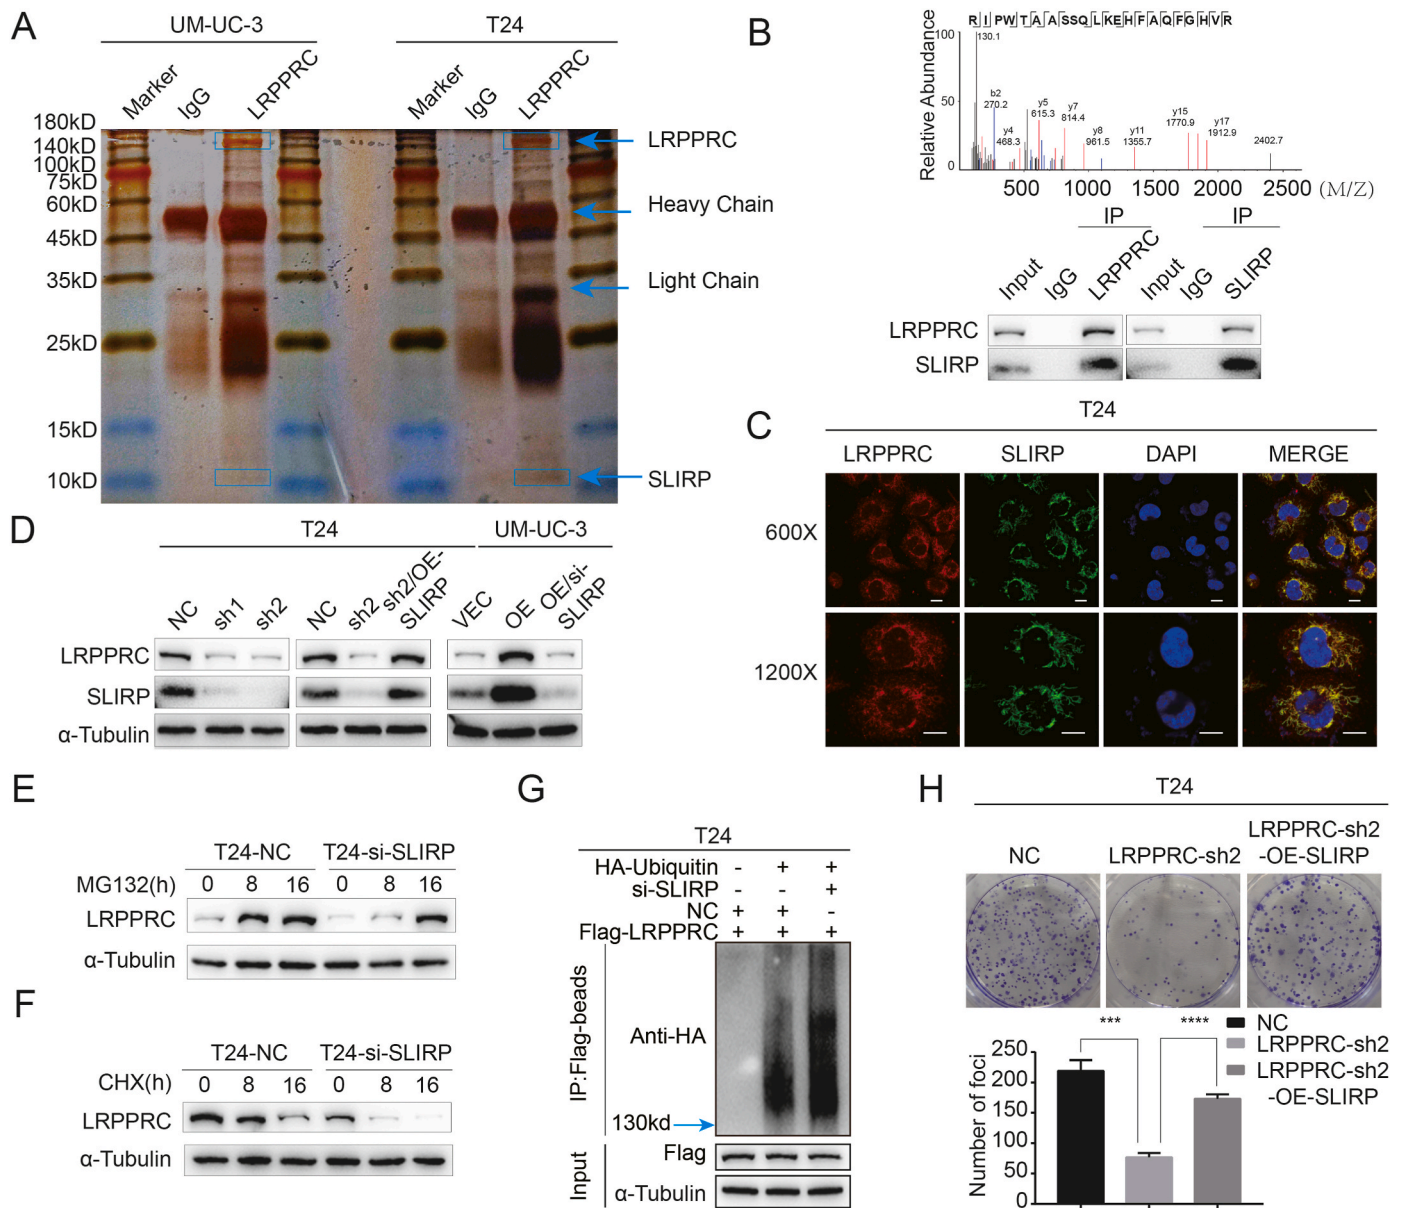 A
UM-UC-3
T24
Marker
IgG
LRPPRC
Marker
IgG
LRPPRC
180kD
140kD
100kD
75kD
60kD
45kD
35kD
25kD
15kD
10kD
LRPPRC
Heavy Chain
Light Chain
SLIRP
B
R I P W T A A S S Q L K E H F A Q F G H V R
Relative Abundance
100
50
0
130.1
b2
270.2
y4
468.3
y5
615.3
y7
814.4
y8
961.5
y11
1355.7
y15
1770.9
y17
1912.9
2402.7
500 1000 1500 2000 2500 (M/Z)
IP
IP
Input
IgG
LRPPRC
Input
IgG
SLIRP
LRPPRC
SLIRP
C
T24
LRPPRC SLIRP DAPI MERGE
600X
1200X
D
T24
UM-UC-3
NC
sh1
sh2
NC
sh2
sh2/OE-
SLIRP
VEC
OE
OE/si-
SLIRP
LRPPRC
SLIRP
α-Tubulin
E
T24-NC T24-si-SLIRP
MG132(h) 0 8 16 0 8 16
LRPPRC
α-Tubulin
F
T24-NC T24-si-SLIRP
CHX(h) 0 8 16 0 8 16
LRPPRC
α-Tubulin
G
T24
HA-Ubiquitin - + +
si-SLIRP - - +
NC + + -
Flag-LRPPRC + + +
IP:Flag-beads
Anti-HA
130kd
Input
Flag
α-Tubulin
H
T24
NC
LRPPRC-sh2
LRPPRC-sh2
-OE-SLIRP
*** ****
NC
LRPPRC-sh2
LRPPRC-sh2
-OE-SLIRP
Number of foci
250
200
150
100
50
0